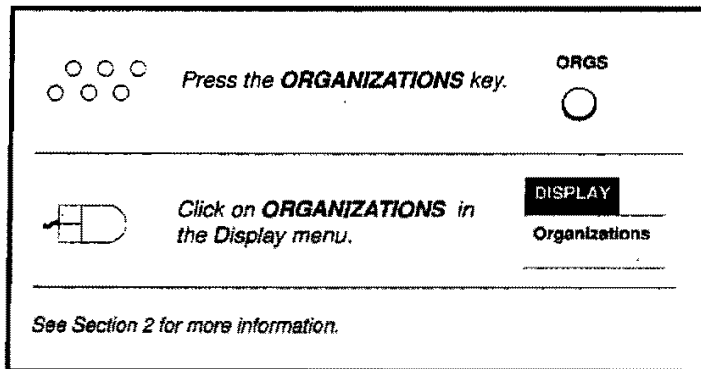 Press the ORGANIZATIONS key.
ORGS
Click on ORGANIZATIONS in
the Display menu.
DISPLAY
Organizations
See Section 2 for more information.